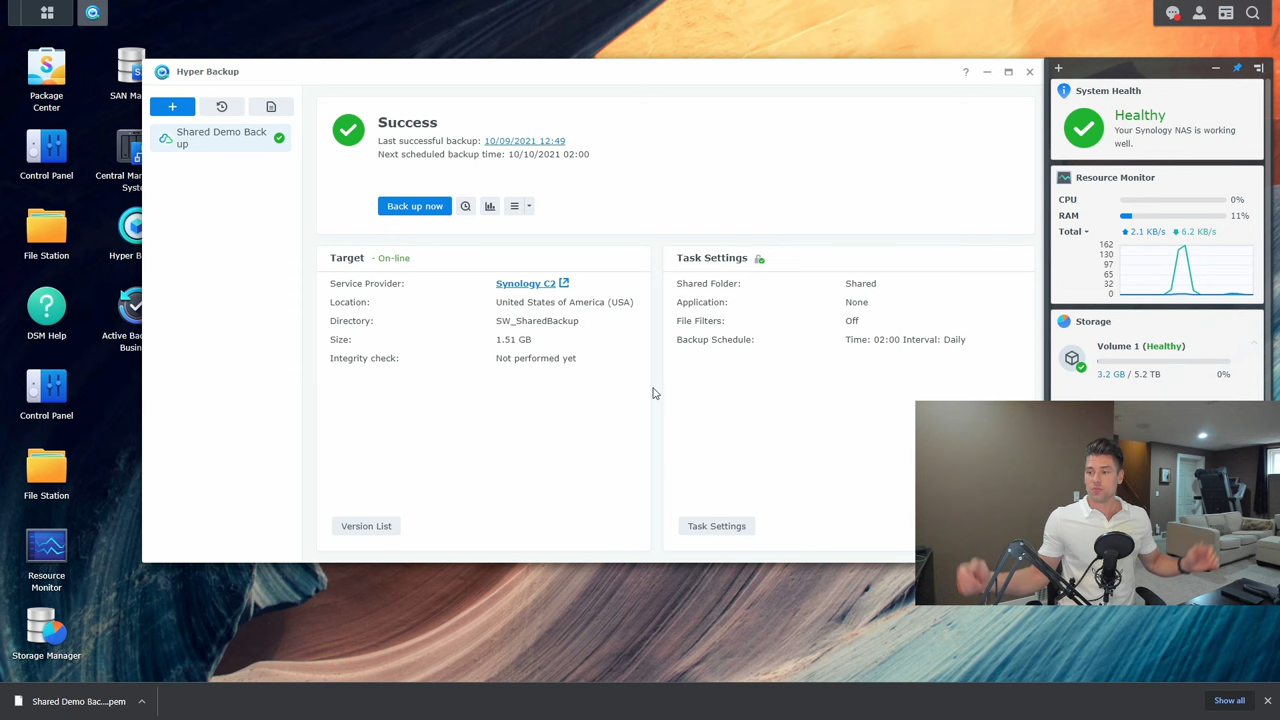 Package
Center
SAN Ma
Control Panel
Central Man
Syste
File Station
Hyper B
DSM Help
Active Bac
Busin
Control Panel
File Station
Resource
Monitor
Storage Manager
Hyper Backup
?
Shared Demo Back
up
Success
Last successful backup: 10/09/2021 12:49
Next scheduled backup time: 10/10/2021 02:00
Back up now
Target - On-line
Service Provider: Synology C2
Location: United States of America (USA)
Directory: SW_SharedBackup
Size: 1.51 GB
Integrity check: Not performed yet
Version List
Task Settings
Shared Folder: Shared
Application: None
File Filters: Off
Backup Schedule: Time: 02:00 Interval: Daily
Task Settings
System Health
Healthy
Your Synology NAS is working
well.
Resource Monitor
CPU 0%
RAM 11%
Total 2.1 KB/s 6.2 KB/s
162
130
97
65
32
0
Storage
Volume 1 (Healthy)
3.2 GB / 5.2 TB 0%
Shared Demo Bac....pem
Show all